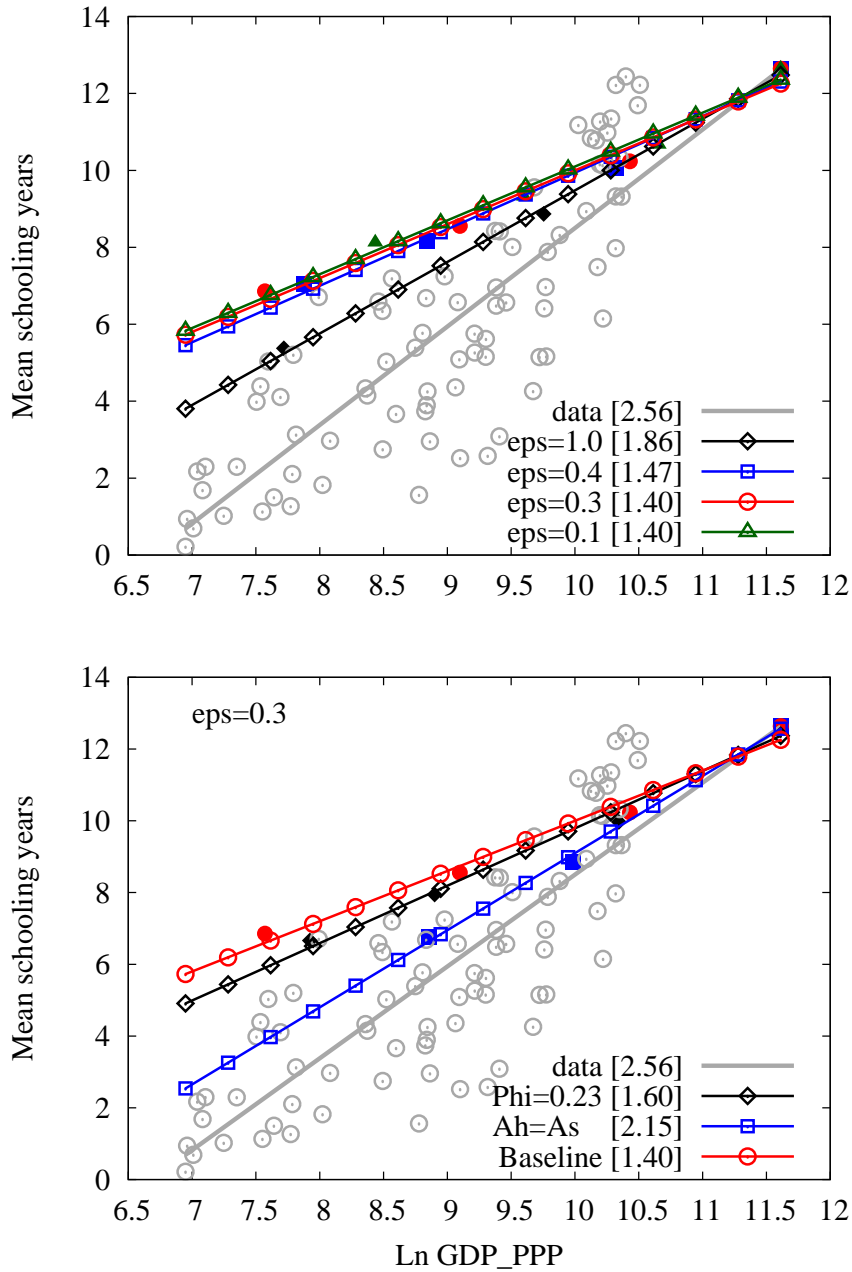 14
12
10
8
6
4
2
0
Mean schooling years
data [2.56]
eps=1.0 [1.86]
eps=0.4 [1.47]
eps=0.3 [1.40]
eps=0.1 [1.40]
6.5 7 7.5 8 8.5 9 9.5 10 10.5 11 11.5 12
14
12
10
8
6
4
2
0
Mean schooling years
eps=0.3
data [2.56]
Phi=0.23 [1.60]
Ah=As [2.15]
Baseline [1.40]
6.5 7 7.5 8 8.5 9 9.5 10 10.5 11 11.5 12
Ln GDP_PPP